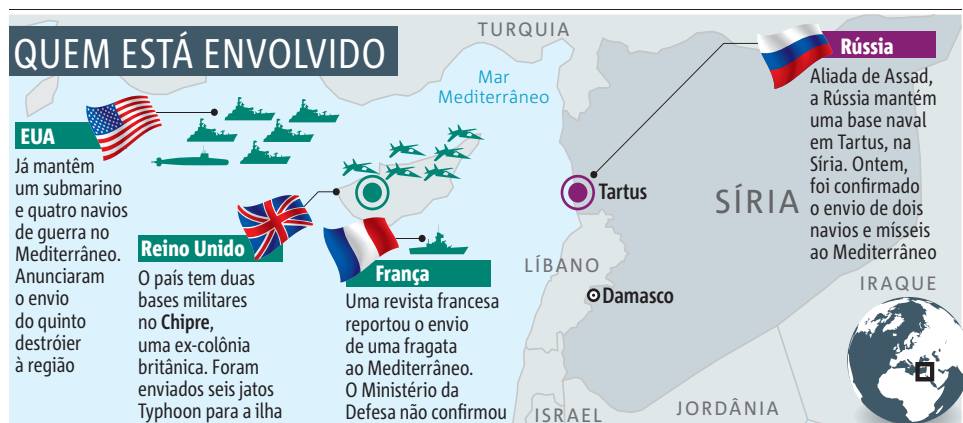 QUEM ESTÁ ENVOLVIDO
TURQUIA
Mar
Mediterrâneo
EUA
Já mantêm
um submarino
e quatro navios
de guerra no
Mediterrâneo.
Anunciaram
o envio
do quinto
destróier
à região
Reino Unido
O país tem duas
bases militares
no Chipre,
uma ex-colônia
britânica. Foram
enviados seis jatos
Typhoon para a ilha
França
Uma revista francesa
reportou o envio
de uma fragata
ao Mediterrâneo.
O Ministério da
Defesa não confirmou
Rússia
Aliada de Assad,
a Rússia mantém
uma base naval
em Tartus, na
Síria. Ontem,
foi confirmado
o envio de dois
navios e mísseis
ao Mediterrâneo
Tartus
SÍRIA
LÍBANO
Damasco
IRAQUE
ISRAEL
JORDÂNIA